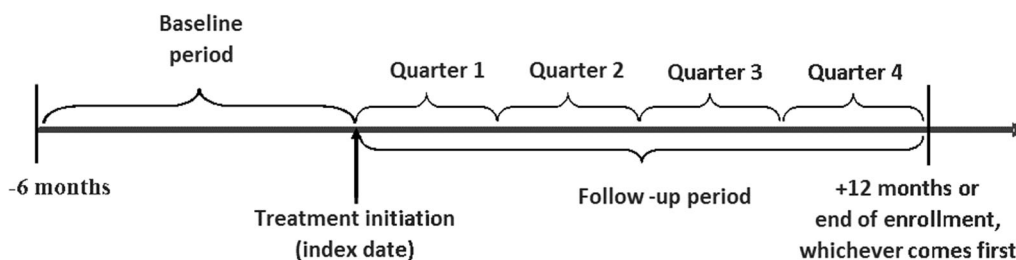 Baseline
period
Quarter 1
Quarter 2
Quarter 3
Quarter 4
-6 months
Treatment initiation
(index date)
Follow -up period
+12 months or
end of enrollment,
whichever comes first